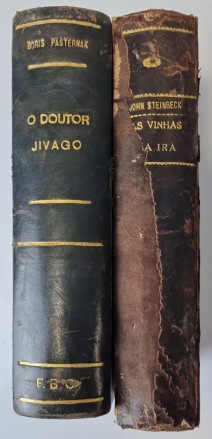 BORIS PASTERNAK
O DOUTOR
JIVAGO
F. B. C.
JOHN STEINBECK
AS VINHAS
A IRA